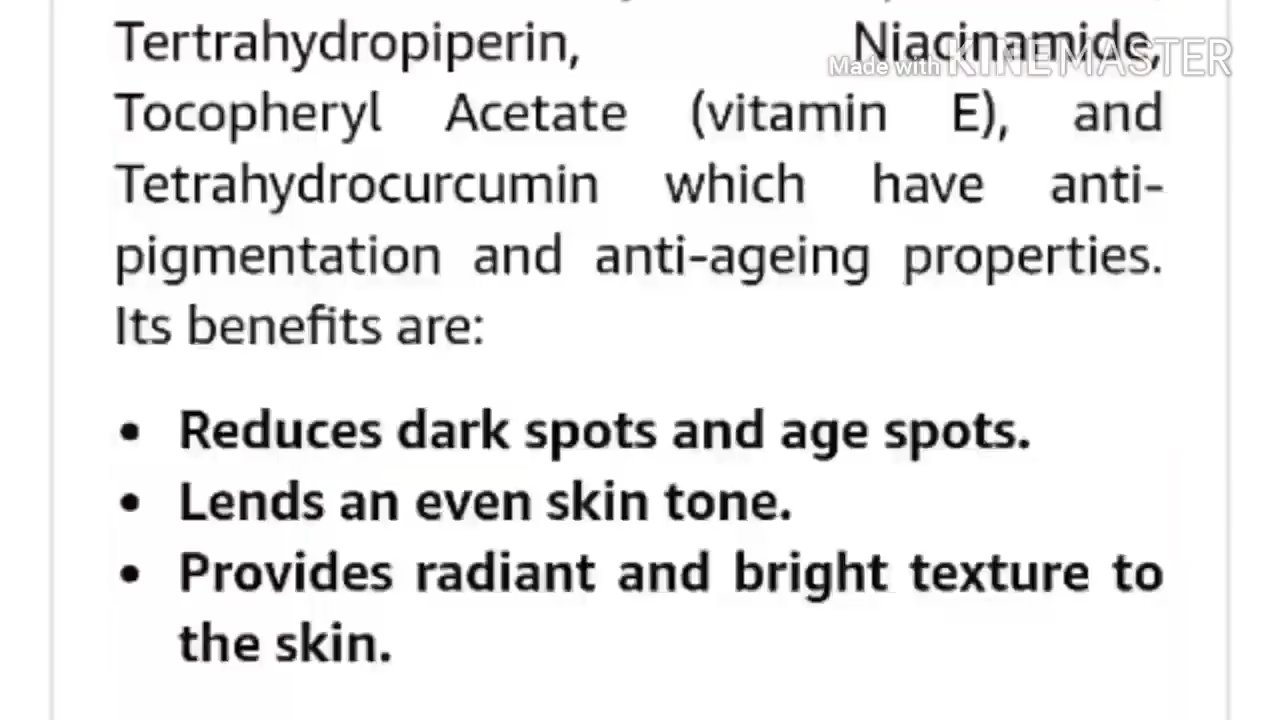 Tertrahydropiperin, Niacinamide,
Made with KINEMASTER
Tocopheryl Acetate (vitamin E), and
Tetrahydrocurcumin which have anti-
pigmentation and anti-ageing properties.
Its benefits are:
• Reduces dark spots and age spots.
• Lends an even skin tone.
• Provides radiant and bright texture to
the skin.